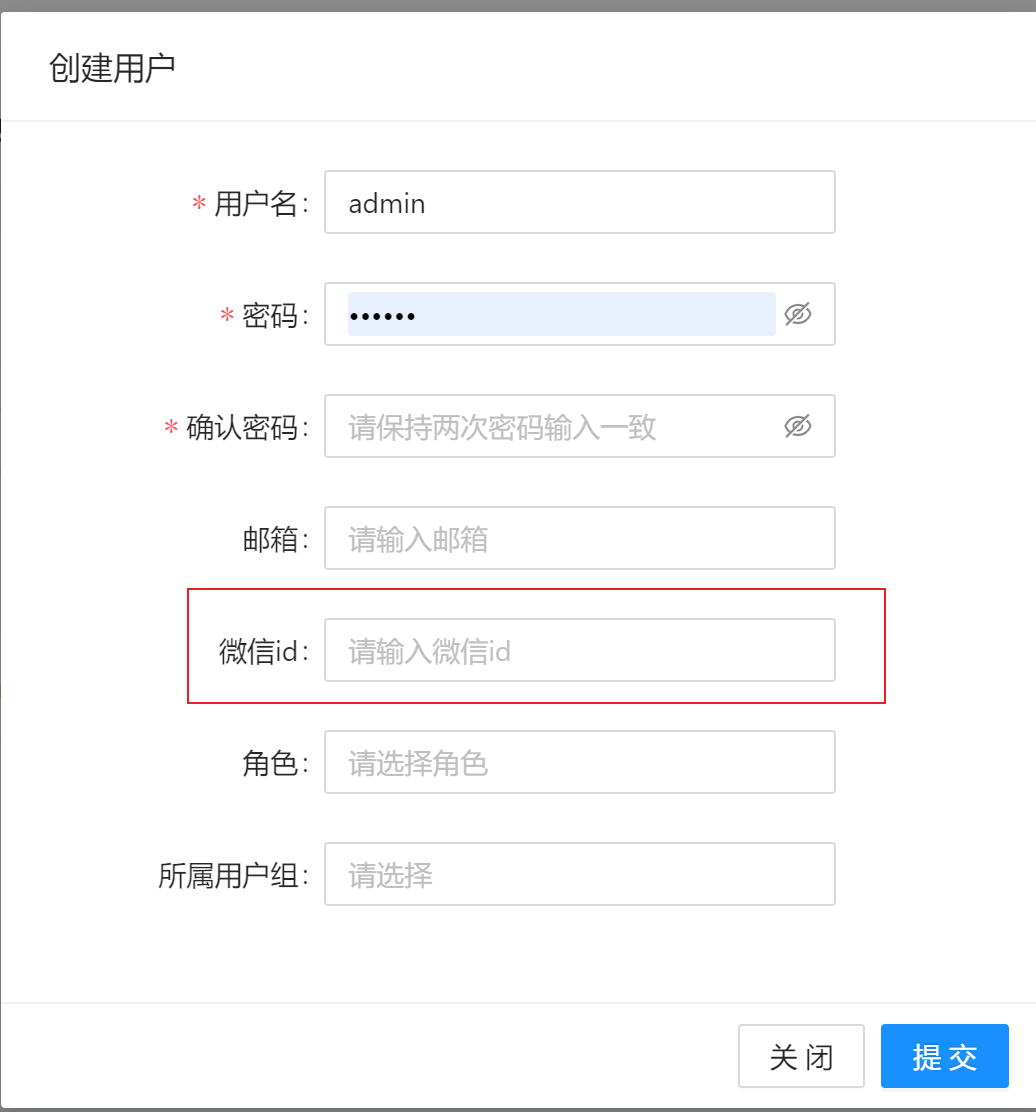 创建用户
* 用户名: admin
* 密码: ••••••
* 确认密码: 请保持两次密码输入一致
邮箱: 请输入邮箱
微信id: 请输入微信id
角色: 请选择角色
所属用户组: 请选择
关 闭 提 交